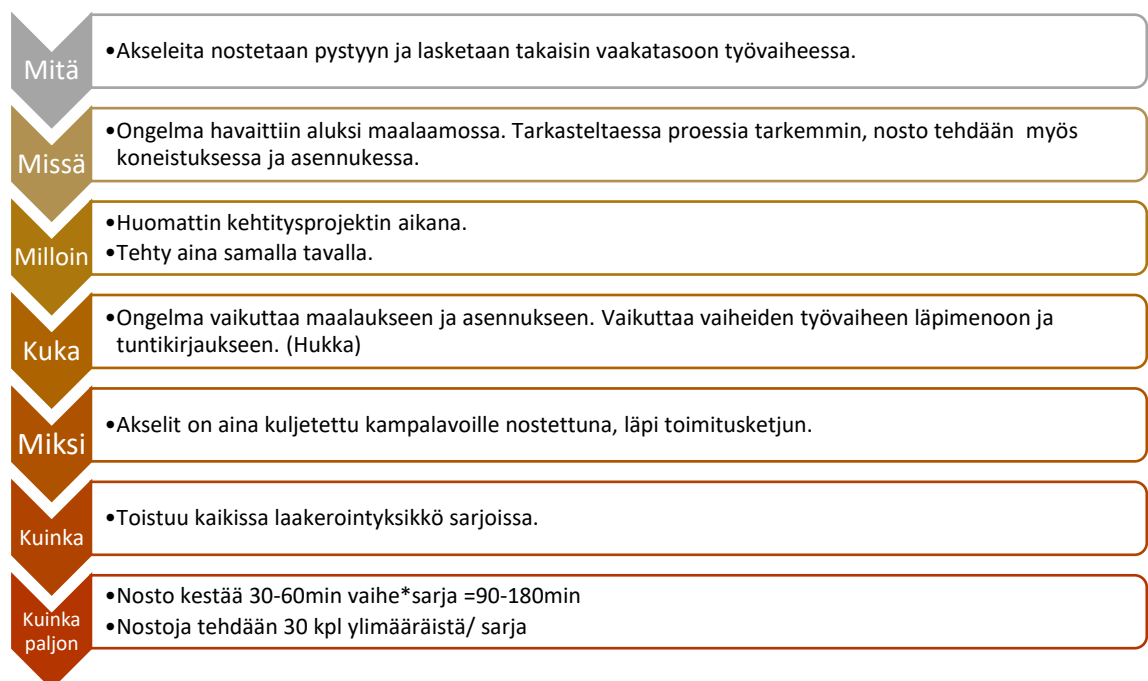 Mitä
•Akseleita nostetaan pystyyn ja lasketaan takaisin vaakatasoon työvaiheessa.
Missä
•Ongelma havaittiin aluksi maalaamossa. Tarkasteltaessa proessia tarkemmin, nosto tehdään myös
koneistuksessa ja asennukessa.
Milloin
•Huomattin kehtitysprojektin aikana.
•Tehty aina samalla tavalla.
Kuka
•Ongelma vaikuttaa maalaukseen ja asennukseen. Vaikuttaa vaiheiden työvaiheen läpimenoon ja
tuntikirjaukseen. (Hukka)
Miksi
•Akselit on aina kuljetettu kampalavoille nostettuna, läpi toimitusketjun.
Kuinka
•Toistuu kaikissa laakerointyksikkö sarjoissa.
Kuinka
paljon
•Nosto kestää 30-60min vaihe*sarja =90-180min
•Nostoja tehdään 30 kpl ylimääräistä/ sarja